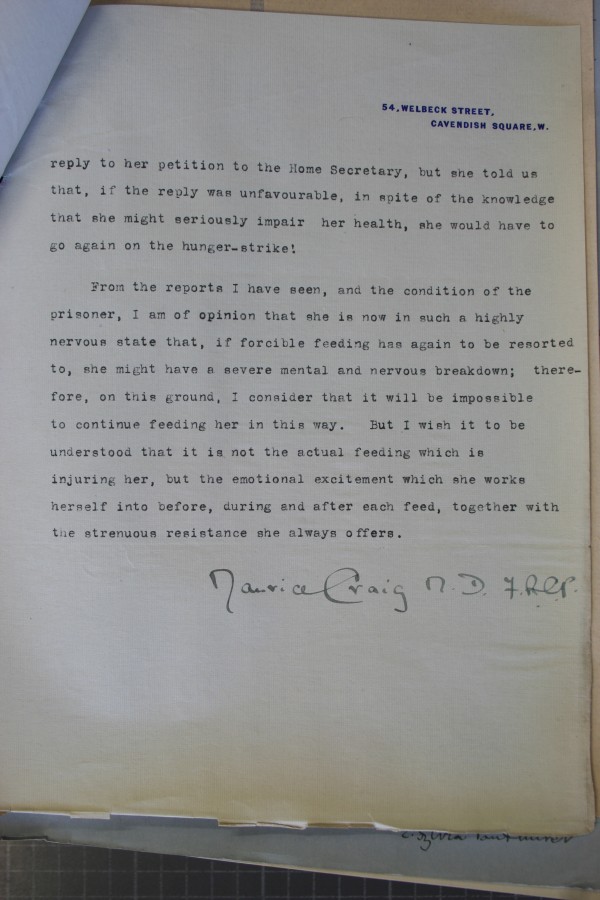 54, WELBECK STREET,
CAVENDISH SQUARE, W.
reply to her petition to the Home Secretary, but she told us
that, if the reply was unfavourable, in spite of the knowledge
that she might seriously impair her health, she would have to
go again on the hunger-strike!
From the reports I have seen, and the condition of the
prisoner, I am of opinion that she is now in such a highly
nervous state that, if forcible feeding has again to be resorted
to, she might have a severe mental and nervous breakdown; there-
fore, on this ground, I consider that it will be impossible
to continue feeding her in this way. But I wish it to be
understood that it is not the actual feeding which is
injuring her, but the emotional excitement which she works
herself into before, during and after each feed, together with
the strenuous resistance she always offers.
Maurice Craig M.D. F.R.C.P.
Sylvia